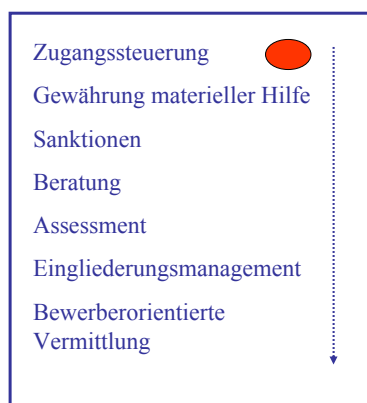 Zugangssteuerung
Gewährung materieller Hilfe
Sanktionen
Beratung
Assessment
Eingliederungsmanagement
Bewerberorientierte
Vermittlung